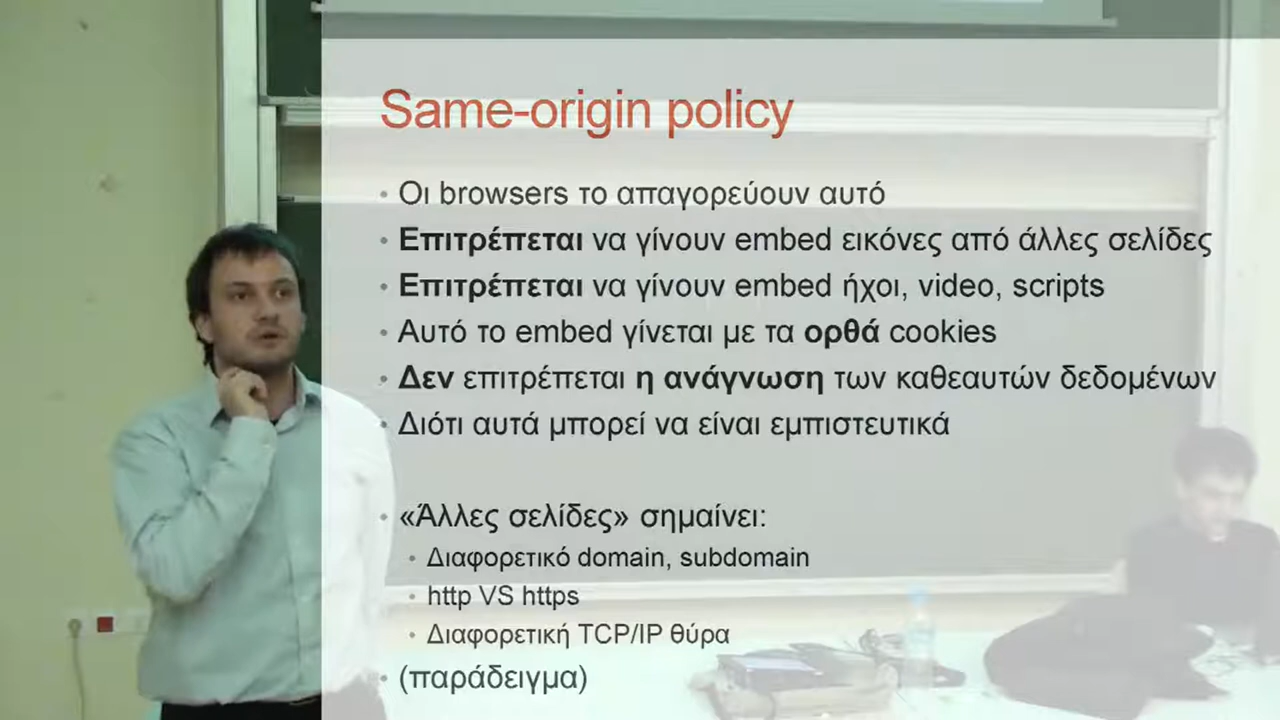 Same-origin policy
• Οι browsers το απαγορεύουν αυτό
• Επιτρέπεται να γίνουν embed εικόνες από άλλες σελίδες
• Επιτρέπεται να γίνουν embed ήχοι, video, scripts
• Αυτό το embed γίνεται με τα ορθά cookies
• Δεν επιτρέπεται η ανάγνωση των καθεαυτών δεδομένων
• Διότι αυτά μπορεί να είναι εμπιστευτικά
• «Άλλες σελίδες» σημαίνει:
• Διαφορετικό domain, subdomain
• http VS https
• Διαφορετική TCP/IP θύρα
• (παράδειγμα)